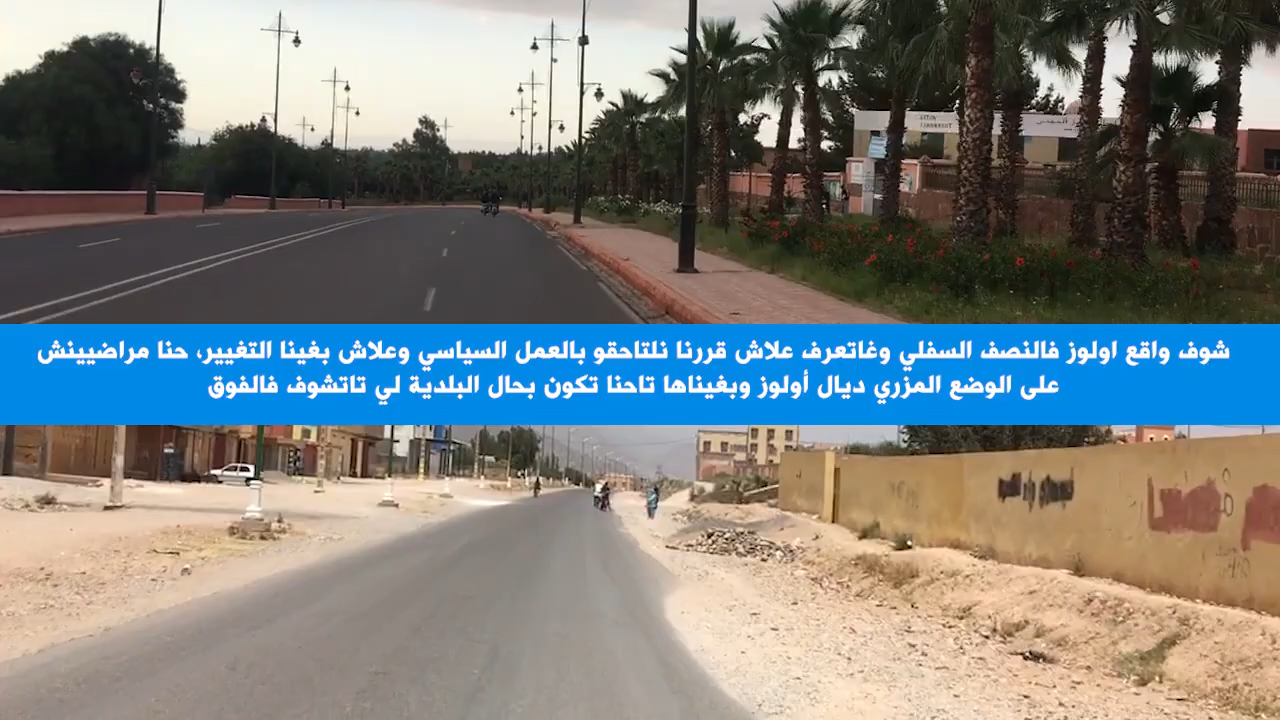 المهني
شوف واقع اولوز فالنصف السفلي وغاتعرف علاش قررنا نلتاحقو بالعمل السياسي وعلاش بغينا التغيير، حنا مراضيينش
على الوضع المزري ديال أولوز وبغيناها تاحنا تكون بحال البلدية لي تاتشوف فالفوق